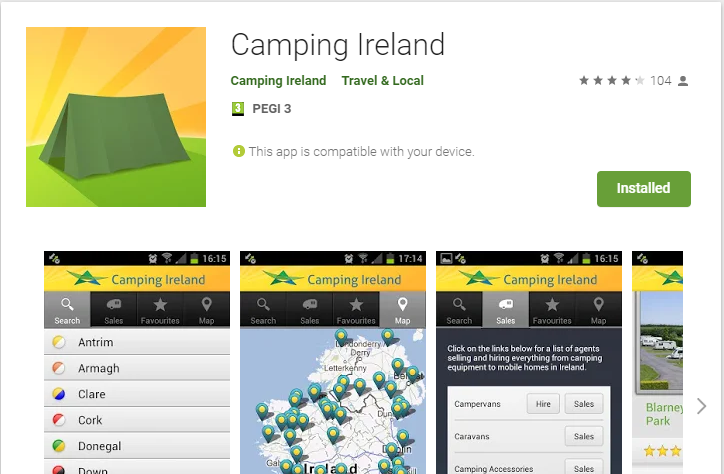 Camping Ireland
Camping Ireland Travel & Local
104
3 PEGI 3
This app is compatible with your device.
Installed
16:15
Camping Ireland
Search Sales Favourites Map
Antrim
Armagh
Clare
Cork
Donegal
Down
17:14
Camping Ireland
Search Sales Favourites Map
Londonderry
Derry
Letterkenny
Ireland
16:15
Camping Ireland
Search Sales Favourites Map
Click on the links below for a list of agents
selling and hiring everything from camping
equipment to mobile homes in Ireland.
Campervans Hire Sales
Caravans Sales
Camping Accessories Sales
Search
Blarney
Park